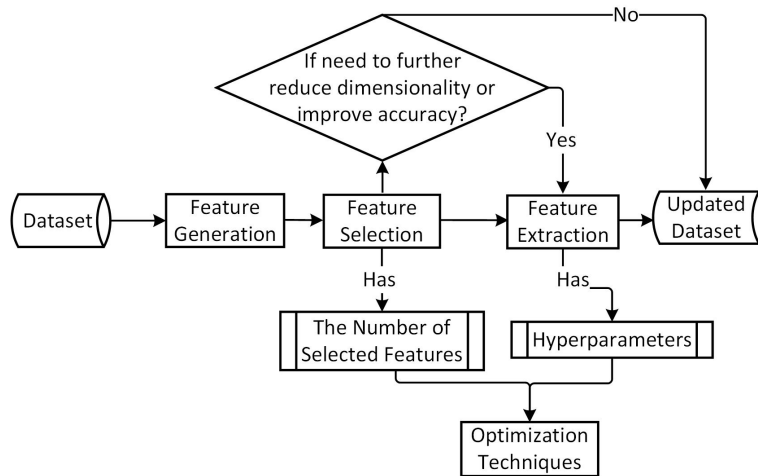 No
If need to further
reduce dimensionality or
improve accuracy?
Yes
Dataset
Feature
Generation
Feature
Selection
Feature
Extraction
Updated
Dataset
Has
Has
The Number of
Selected Features
Hyperparameters
Optimization
Techniques